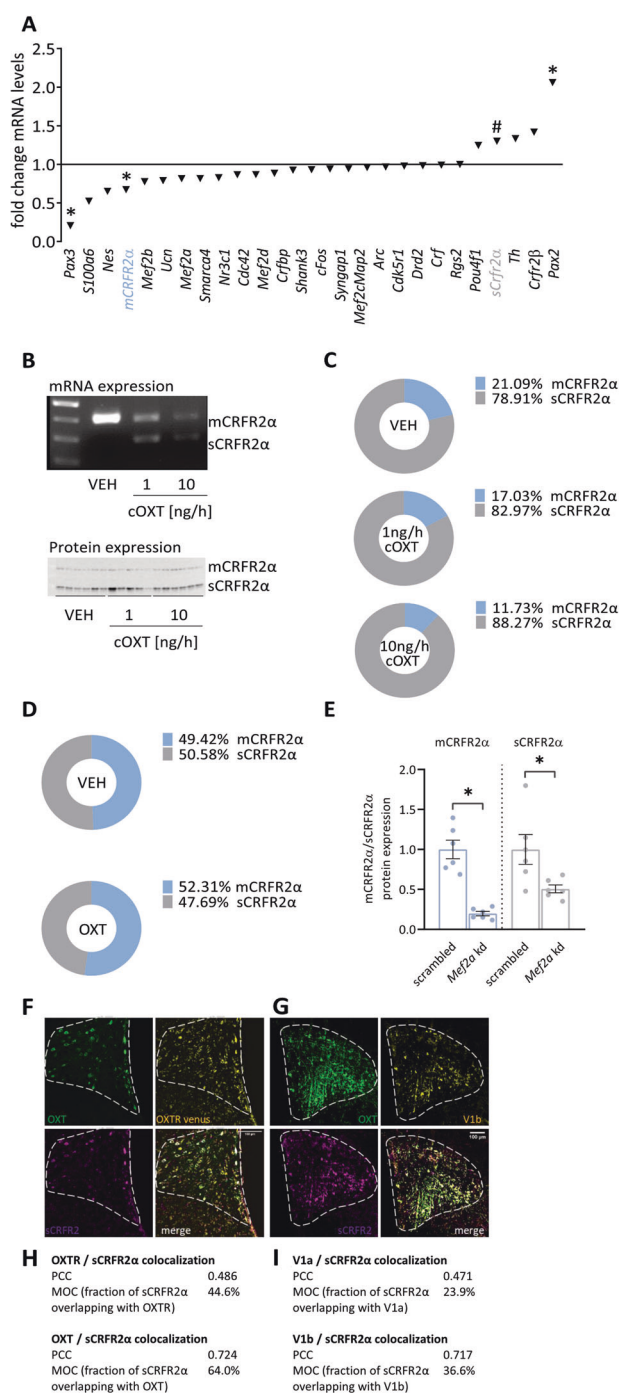 A
fold change mRNA levels
2.5
2.0
1.5
1.0
0.5
0.0
*
*
#
*
Pax3
S100a6
Nes
mCRFR2α
Mef2b
Ucn
Mef2a
Smarca4
Nr3c1
Cdc42
Mef2d
Crfbp
Shank3
cFos
Syngap1
Mef2cMap2
Arc
Cdk5r1
Drd2
Crf
Rgs2
Pou4f1
sCrfr2α
Th
Crfr2β
Pax2
B
mRNA expression
mCRFR2α
sCRFR2α
VEH 1 10
cOXT [ng/h]
Protein expression
mCRFR2α
sCRFR2α
VEH 1 10
cOXT [ng/h]
C
VEH
21.09% mCRFR2α
78.91% sCRFR2α
1ng/h
cOXT
17.03% mCRFR2α
82.97% sCRFR2α
10ng/h
cOXT
11.73% mCRFR2α
88.27% sCRFR2α
D
VEH
49.42% mCRFR2α
50.58% sCRFR2α
OXT
52.31% mCRFR2α
47.69% sCRFR2α
E
mCRFR2α sCRFR2α
mCRFR2α/sCRFR2α
protein expression
2.0
1.5
1.0
0.5
0.0
*
*
scrambled
Mef2a kd
scrambled
Mef2a kd
F
OXT
OXTR venus
sCRFR2
merge
100 µm
G
OXT
V1b
sCRFR2
merge
100 µm
H
OXTR / sCRFR2α colocalization
PCC 0.486
MOC (fraction of sCRFR2α 44.6%
overlapping with OXTR)
OXT / sCRFR2α colocalization
PCC 0.724
MOC (fraction of sCRFR2α 64.0%
overlapping with OXT)
I
V1a / sCRFR2α colocalization
PCC 0.471
MOC (fraction of sCRFR2α 23.9%
overlapping with V1a)
V1b / sCRFR2α colocalization
PCC 0.717
MOC (fraction of sCRFR2α 36.6%
overlapping with V1b)